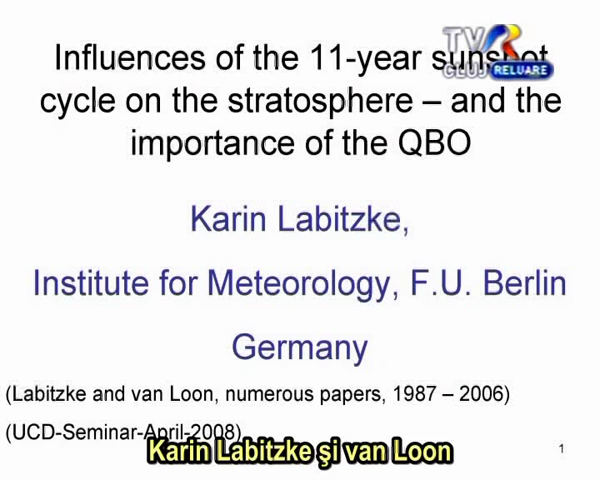 Influences of the 11-year sunspot
cycle on the stratosphere – and the
importance of the QBO
Karin Labitzke,
Institute for Meteorology, F.U. Berlin
Germany
(Labitzke and van Loon, numerous papers, 1987 – 2006)
(UCD-Seminar-April-2008)
Karin Labitzke şi van Loon
1
TVR
CLUJ RELUARE